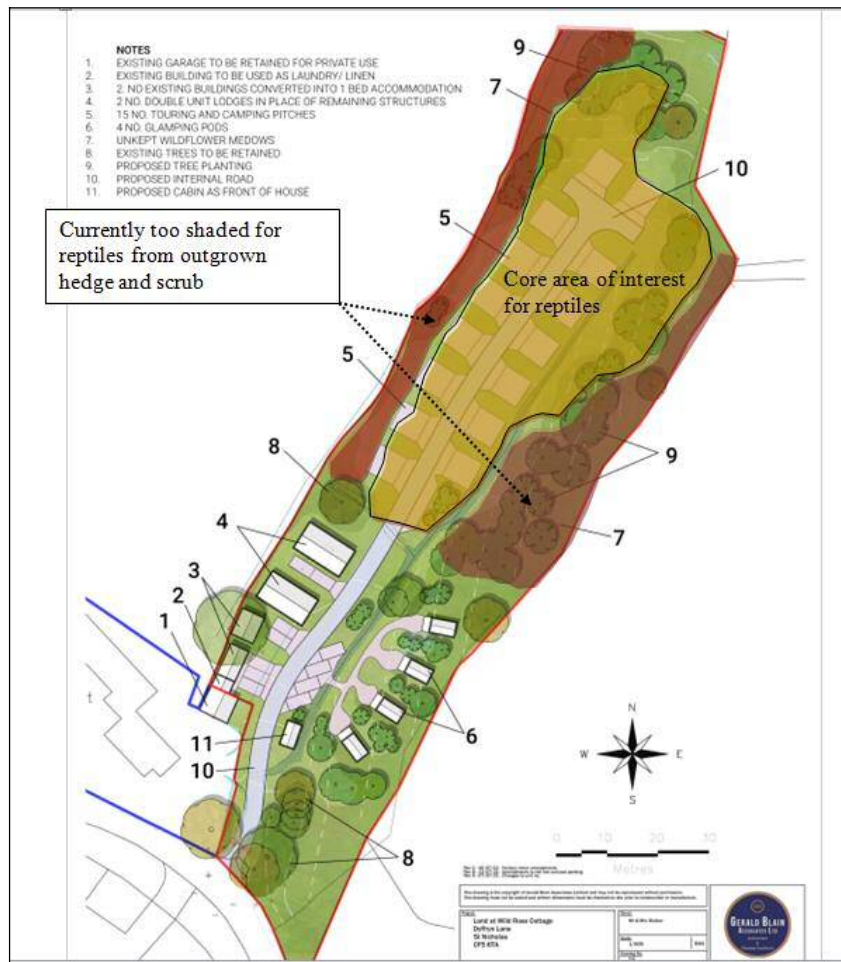 NOTES
1. EXISTING GARAGE TO BE RETAINED FOR PRIVATE USE
2. EXISTING BUILDING TO BE USED AS LAUNDRY/ LINEN
3. 2. NO EXISTING BUILDINGS CONVERTED INTO 1 BED ACCOMMODATION
4. 2 NO. DOUBLE UNIT LODGES IN PLACE OF REMAINING STRUCTURES
5. 15 NO. TOURING AND CAMPING PITCHES
6. 4 NO. GLAMPING PODS
7. UNKEPT WILDFLOWER MEDOWS
8. EXISTING TREES TO BE RETAINED
9. PROPOSED TREE PLANTING
10. PROPOSED INTERNAL ROAD
11. PROPOSED CABIN AS FRONT OF HOUSE
9
7
10
5
Currently too shaded for
reptiles from outgrown
hedge and scrub
Core area of interest
for reptiles
5
8
9
4
7
3
2
1
t
6
11
10
8
N
W E
S
0 10 20 30
Metres
Land at Wild Rose Cottage
St Nicholas
GERALD BLAIN
ASSOCIATES LTD